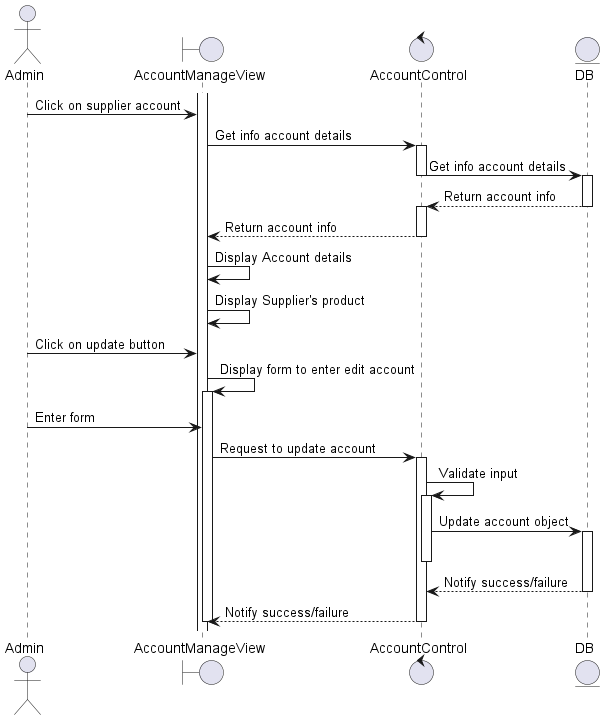 Admin
AccountManageView
AccountControl
DB
Click on supplier account
Get info account details
Get info account details
Return account info
Return account info
Display Account details
Display Supplier's product
Click on update button
Display form to enter edit account
Enter form
Request to update account
Validate input
Update account object
Notify success/failure
Notify success/failure
Admin
AccountManageView
AccountControl
DB